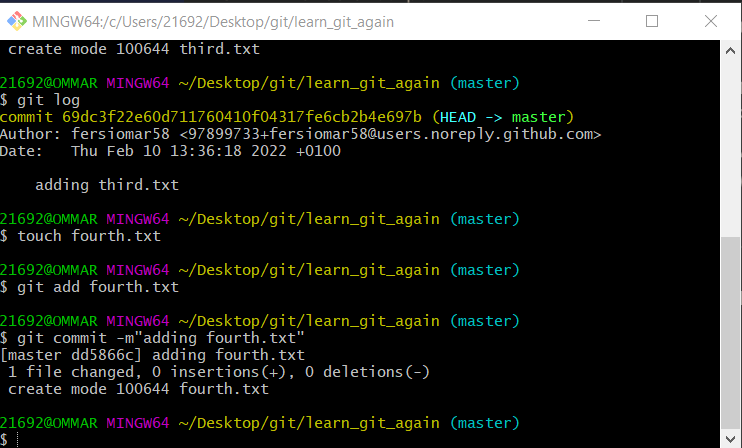 MINGW64:/c/Users/21692/Desktop/git/learn_git_again
create mode 100644 third.txt
21692@OMMAR MINGW64 ~/Desktop/git/learn_git_again (master)
$ git log
commit 69dc3f22e60d711760410f04317fe6cb2b4e697b (HEAD -> master)
Author: fersiomar58 <97899733+fersiomar58@users.noreply.github.com>
Date:   Thu Feb 10 13:36:18 2022 +0100
    adding third.txt
21692@OMMAR MINGW64 ~/Desktop/git/learn_git_again (master)
$ touch fourth.txt
21692@OMMAR MINGW64 ~/Desktop/git/learn_git_again (master)
$ git add fourth.txt
21692@OMMAR MINGW64 ~/Desktop/git/learn_git_again (master)
$ git commit -m"adding fourth.txt"
[master dd5866c] adding fourth.txt
 1 file changed, 0 insertions(+), 0 deletions(-)
 create mode 100644 fourth.txt
21692@OMMAR MINGW64 ~/Desktop/git/learn_git_again (master)
$